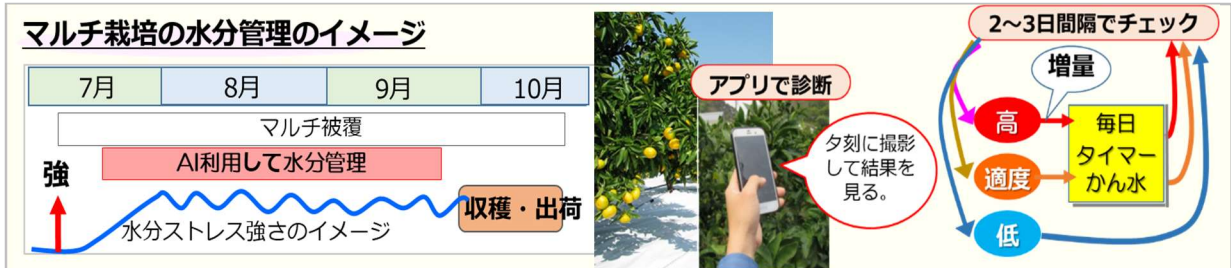 マルチ栽培の水分管理のイメージ
7月
8月
9月
10月
マルチ被覆
AI利用して水分管理
強
水分ストレス強さのイメージ
収穫・出荷
アプリで診断
夕刻に撮影
して結果を
見る。
2～3日間隔でチェック
増量
高
適度
低
毎日
タイマー
かん水